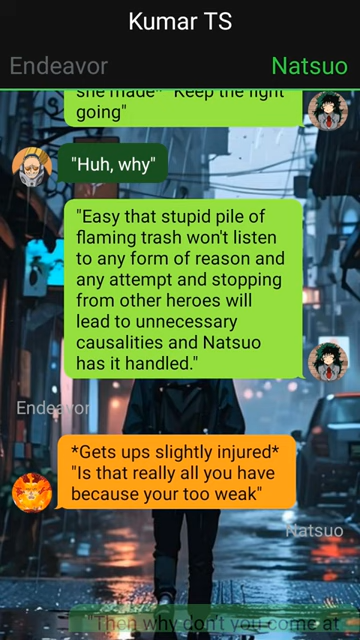 Kumar TS
Endeavor
Natsuo
she made* "Keep the fight
going"
"Huh, why"
"Easy that stupid pile of
flaming trash won't listen
to any form of reason and
any attempt and stopping
from other heroes will
lead to unnecessary
causalities and Natsuo
has it handled."
Endeavor
*Gets ups slightly injured*
"Is that really all you have
because your too weak"
Natsuo
"Then why don't you come at